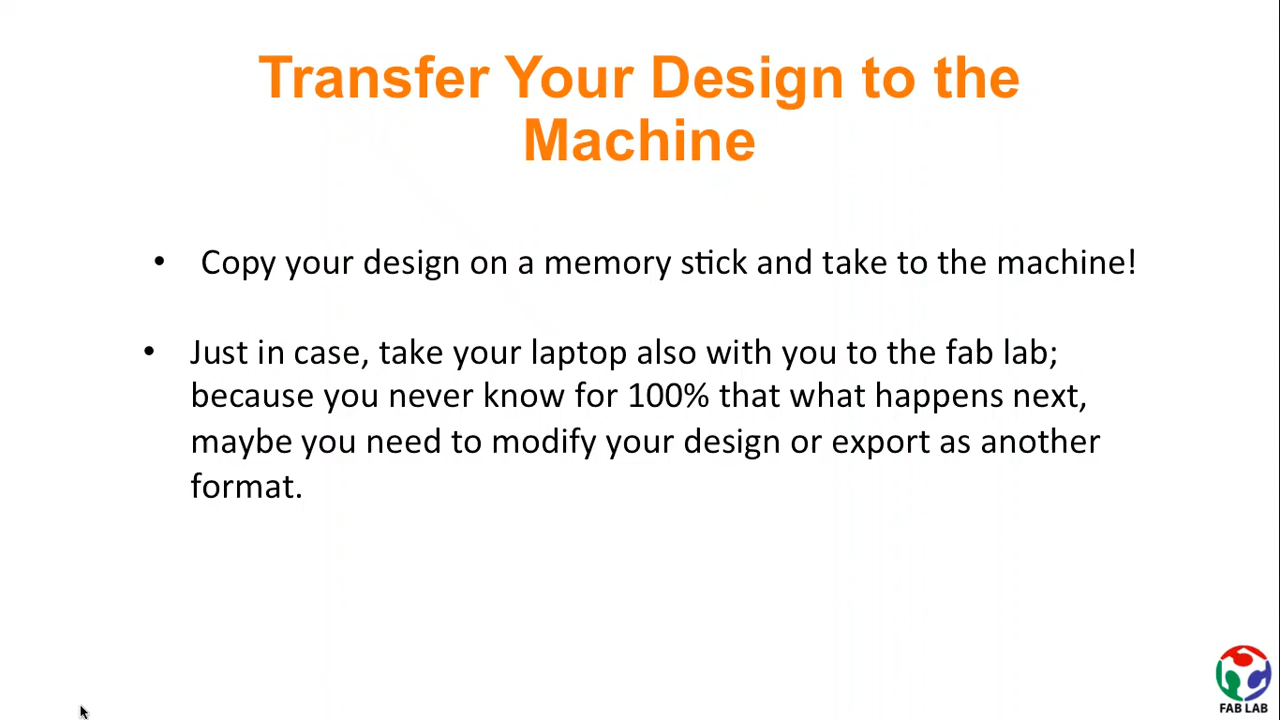 Transfer Your Design to the
Machine
• Copy your design on a memory stick and take to the machine!
• Just in case, take your laptop also with you to the fab lab;
because you never know for 100% that what happens next,
maybe you need to modify your design or export as another
format.
FAB LAB